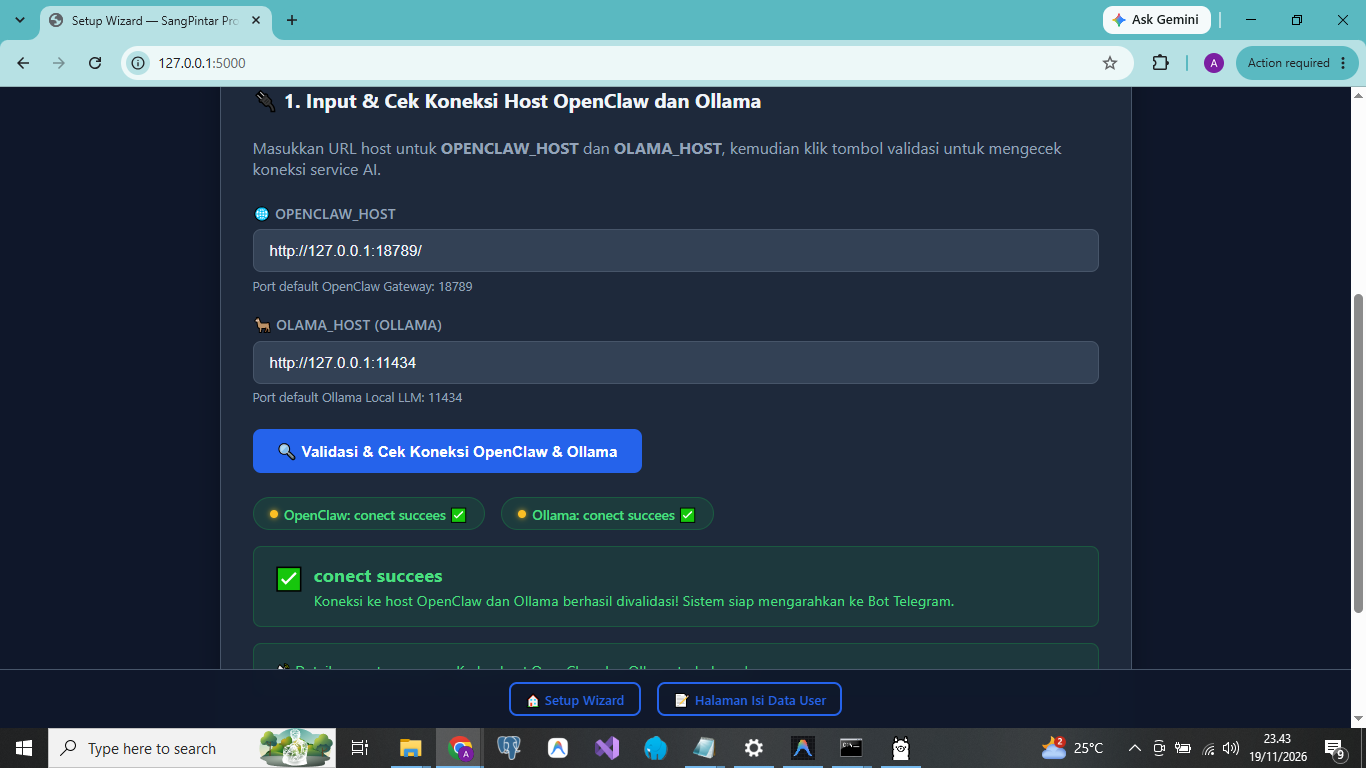 Setup Wizard — SangPintar Pro
Ask Gemini
127.0.0.1:5000
A
Action required
1. Input & Cek Koneksi Host OpenClaw dan Ollama
Masukkan URL host untuk OPENCLAW_HOST dan OLAMA_HOST, kemudian klik tombol validasi untuk mengecek
koneksi service AI.
OPENCLAW_HOST
http://127.0.0.1:18789/
Port default OpenClaw Gateway: 18789
OLAMA_HOST (OLLAMA)
http://127.0.0.1:11434
Port default Ollama Local LLM: 11434
Validasi & Cek Koneksi OpenClaw & Ollama
OpenClaw: conect succees
Ollama: conect succees
conect succees
Koneksi ke host OpenClaw dan Ollama berhasil divalidasi! Sistem siap mengarahkan ke Bot Telegram.
Setup Wizard
Halaman Isi Data User
Type here to search
2
25°C
23.43
19/11/2026
9